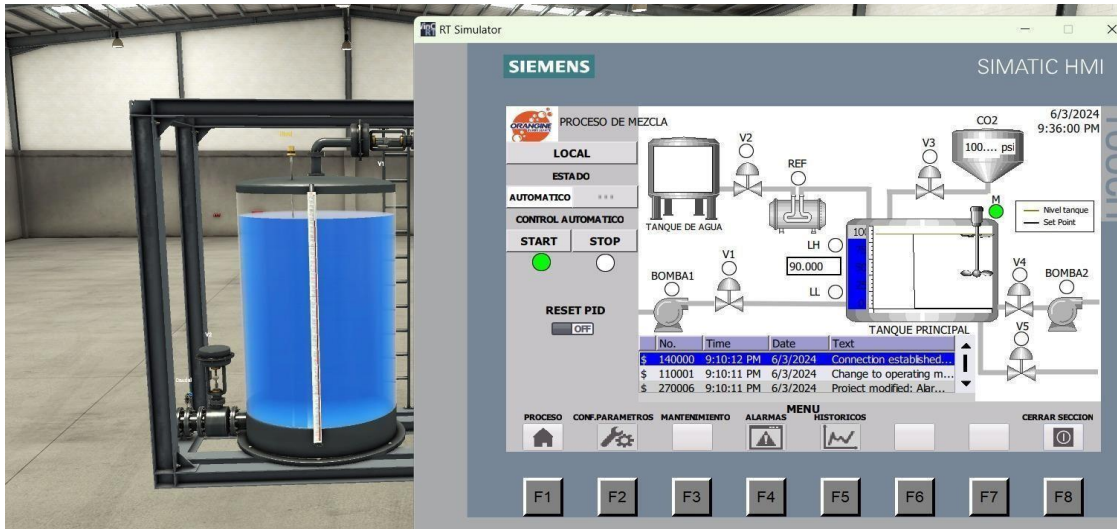 RT Simulator
SIEMENS
SIMATIC HMI
ORANGINE
PROCESO DE MEZCLA
6/3/2024
9:36:00 PM
LOCAL
ESTADO
AUTOMATICO
CONTROL AUTOMATICO
START STOP
RESET PID
OFF
TANQUE DE AGUA
V2
REF
V3
CO2
100.... psi
M
Nivel tanque
Set Point
LH
90.000
LL
100
BOMBA1
V1
V4
BOMBA2
V5
TANQUE PRINCIPAL
No. Time Date Text
$ 140000 9:10:12 PM 6/3/2024 Connection established...
$ 110001 9:10:11 PM 6/3/2024 Change to operating m...
$ 270006 9:10:11 PM 6/3/2024 Project modified: Alar...
MENU
PROCESO CONF.PARAMETROS MANTENIMIENTO ALARMAS HISTORICOS CERRAR SECCION
F1 F2 F3 F4 F5 F6 F7 F8
V1